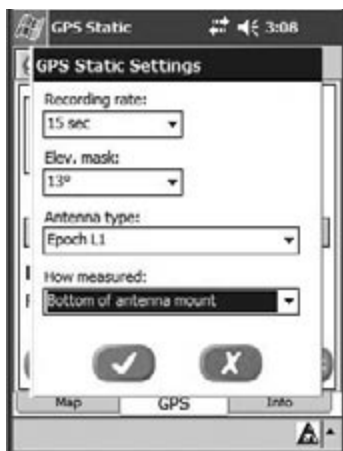 GPS Static 3:08
GPS Static Settings
Recording rate:
15 sec
Elev. mask:
13º
Antenna type:
Epoch L1
How measured:
Bottom of antenna mount
Map GPS Info